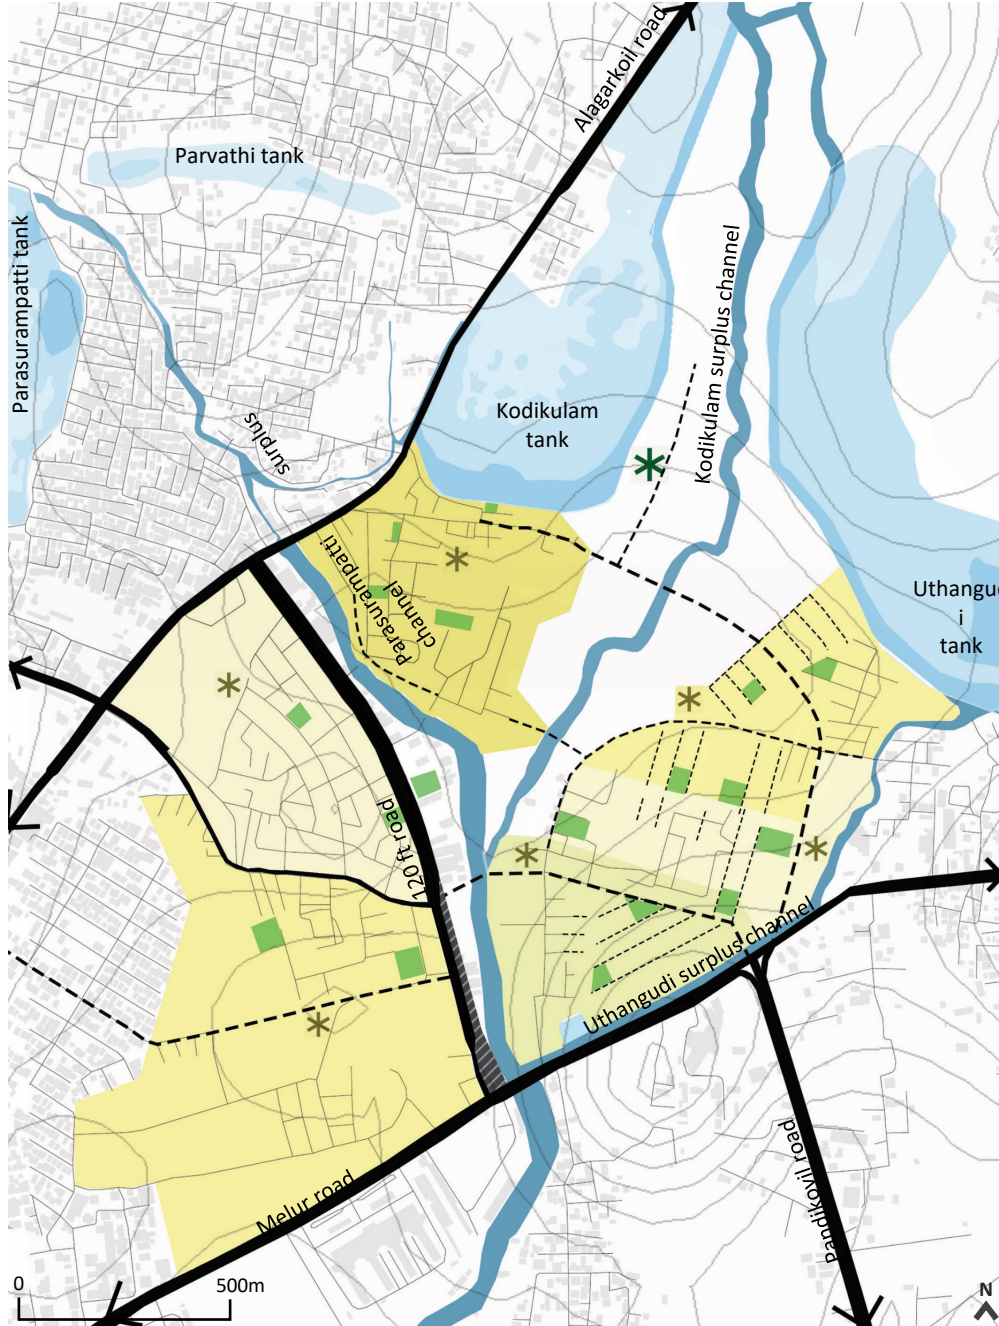 Alagarkoil road
Parvathi tank
Parasurampatti tank
Kodikulam surplus channel
Kodikulam
tank
surplus
Parasurampatti
channel
Uthangud
i
tank
120 ft road
Uthangudi surplus channel
Pandikovil road
Melur road
0
500m
N